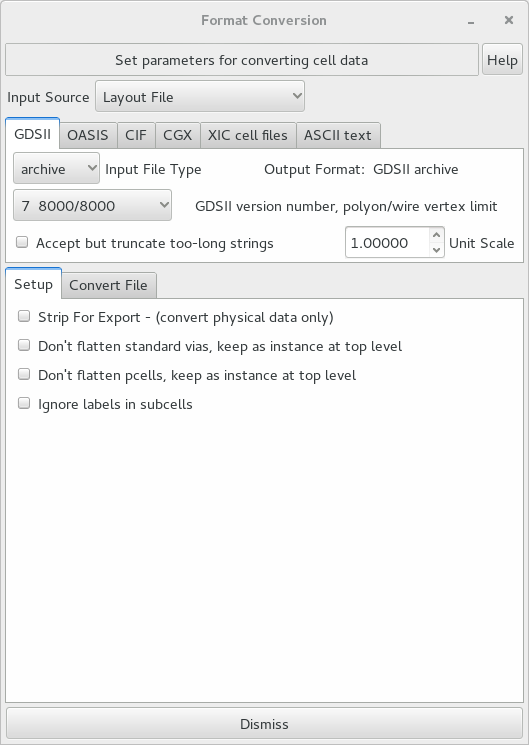 Format Conversion
Set parameters for converting cell data Help
Input Source Layout File
GDSII OASIS CIF CGX XIC cell files ASCII text
archive Input File Type Output Format: GDSII archive
7 8000/8000 GDSII version number, polyon/wire vertex limit
Accept but truncate too-long strings 1.00000 Unit Scale
Setup Convert File
Strip For Export - (convert physical data only)
Don't flatten standard vias, keep as instance at top level
Don't flatten pcells, keep as instance at top level
Ignore labels in subcells
Dismiss